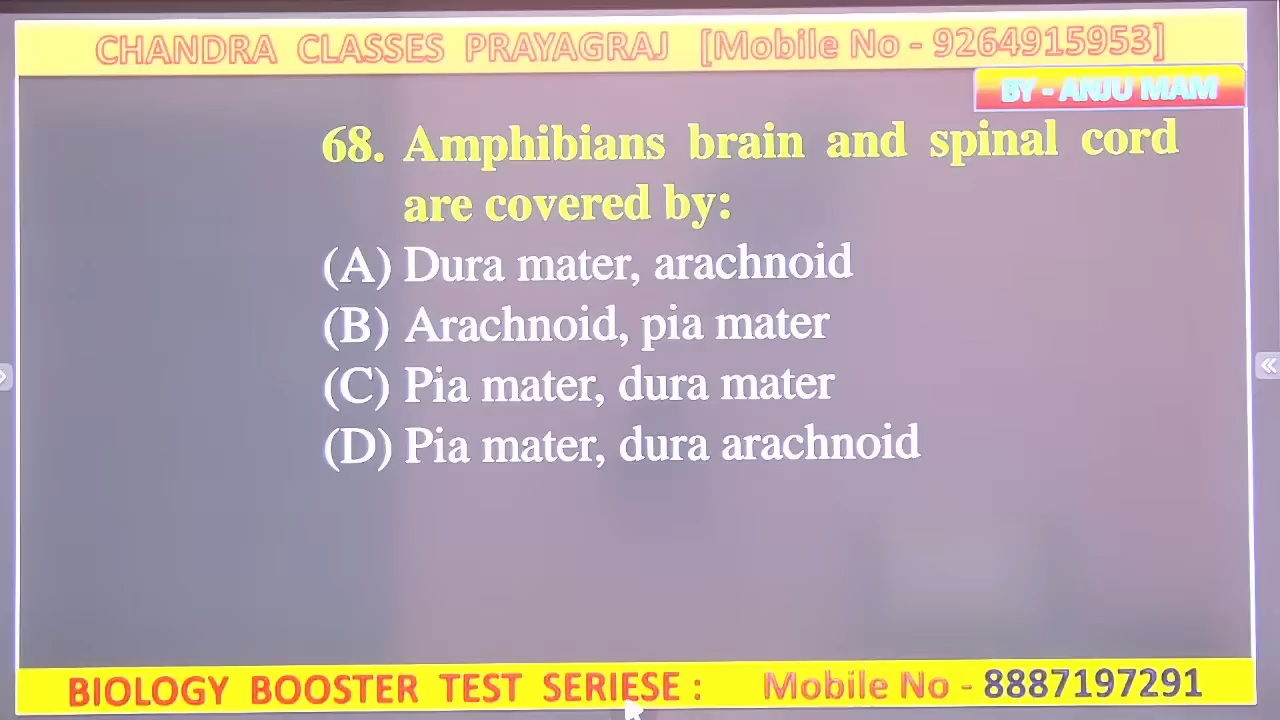 CHANDRA CLASSES PRAYAGRAJ [Mobile No - 9264915953]
BY - ANJU MAM
68. Amphibians brain and spinal cord
are covered by:
(A) Dura mater, arachnoid
(B) Arachnoid, pia mater
(C) Pia mater, dura mater
(D) Pia mater, dura arachnoid
BIOLOGY BOOSTER TEST SERIESE : Mobile No - 8887197291